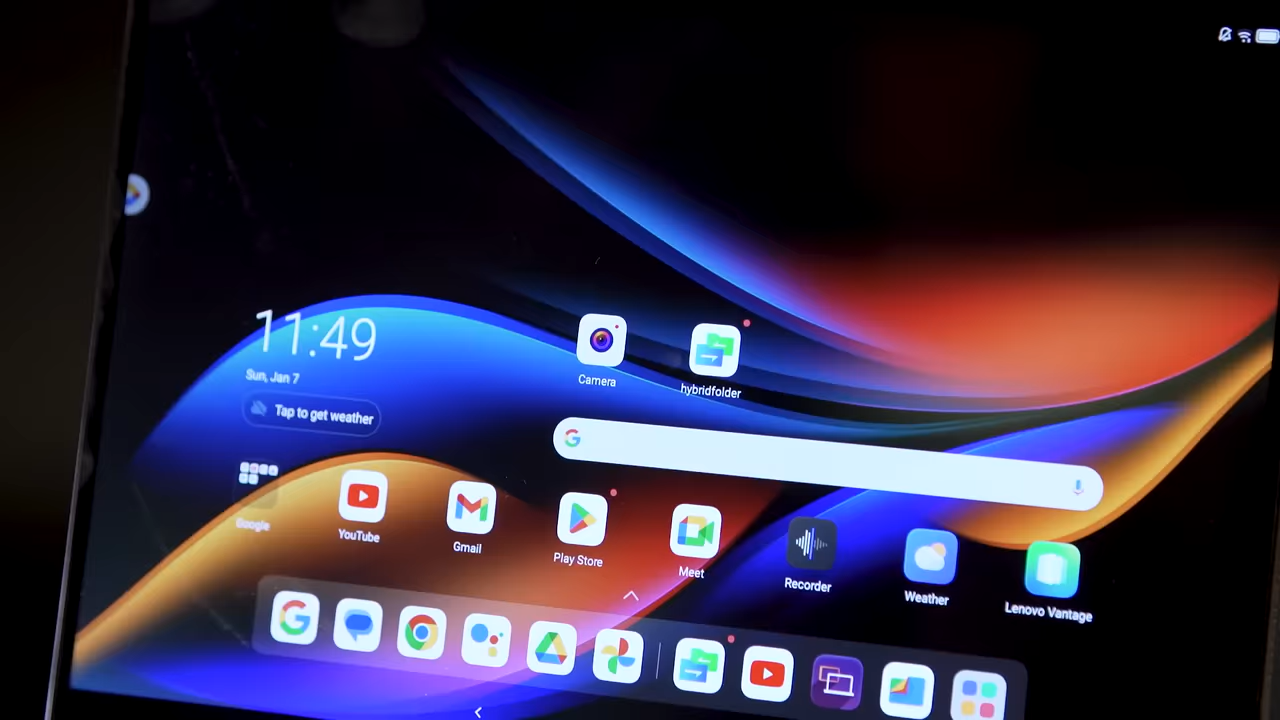 11:49
Sun, Jan 7
Tap to get weather
Camera
hybridfolder
Google
YouTube
Gmail
Play Store
Meet
Recorder
Weather
Lenovo Vantage